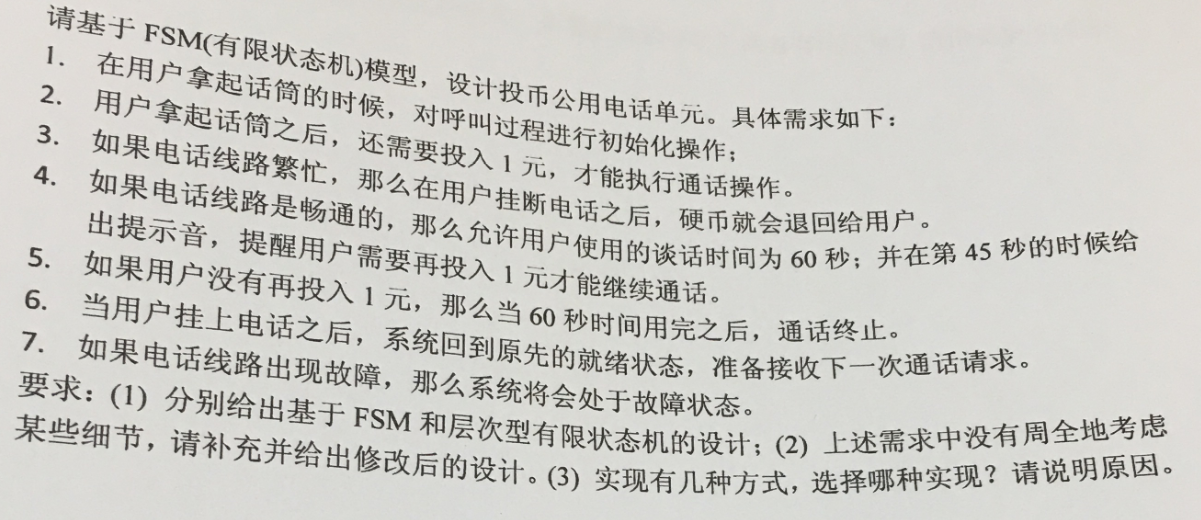 请基于 FSM(有限状态机)模型，设计投币公用电话单元。具体需求如下：
1. 在用户拿起话筒的时候，对呼叫过程进行初始化操作；
2. 用户拿起话筒之后，还需要投入 1 元，才能执行通话操作。
3. 如果电话线路繁忙，那么在用户挂断电话之后，硬币就会退回给用户。
4. 如果电话线路是畅通的，那么允许用户使用的谈话时间为 60 秒；并在第 45 秒的时候给
出提示音，提醒用户需要再投入 1 元才能继续通话。
5. 如果用户没有再投入 1 元，那么当 60 秒时间用完之后，通话终止。
6. 当用户挂上电话之后，系统回到原先的就绪状态，准备接收下一次通话请求。
7. 如果电话线路出现故障，那么系统将会处于故障状态。
要求：(1) 分别给出基于 FSM 和层次型有限状态机的设计；(2) 上述需求中没有周全地考虑
某些细节，请补充并给出修改后的设计。(3) 实现有几种方式，选择哪种实现？请说明原因。